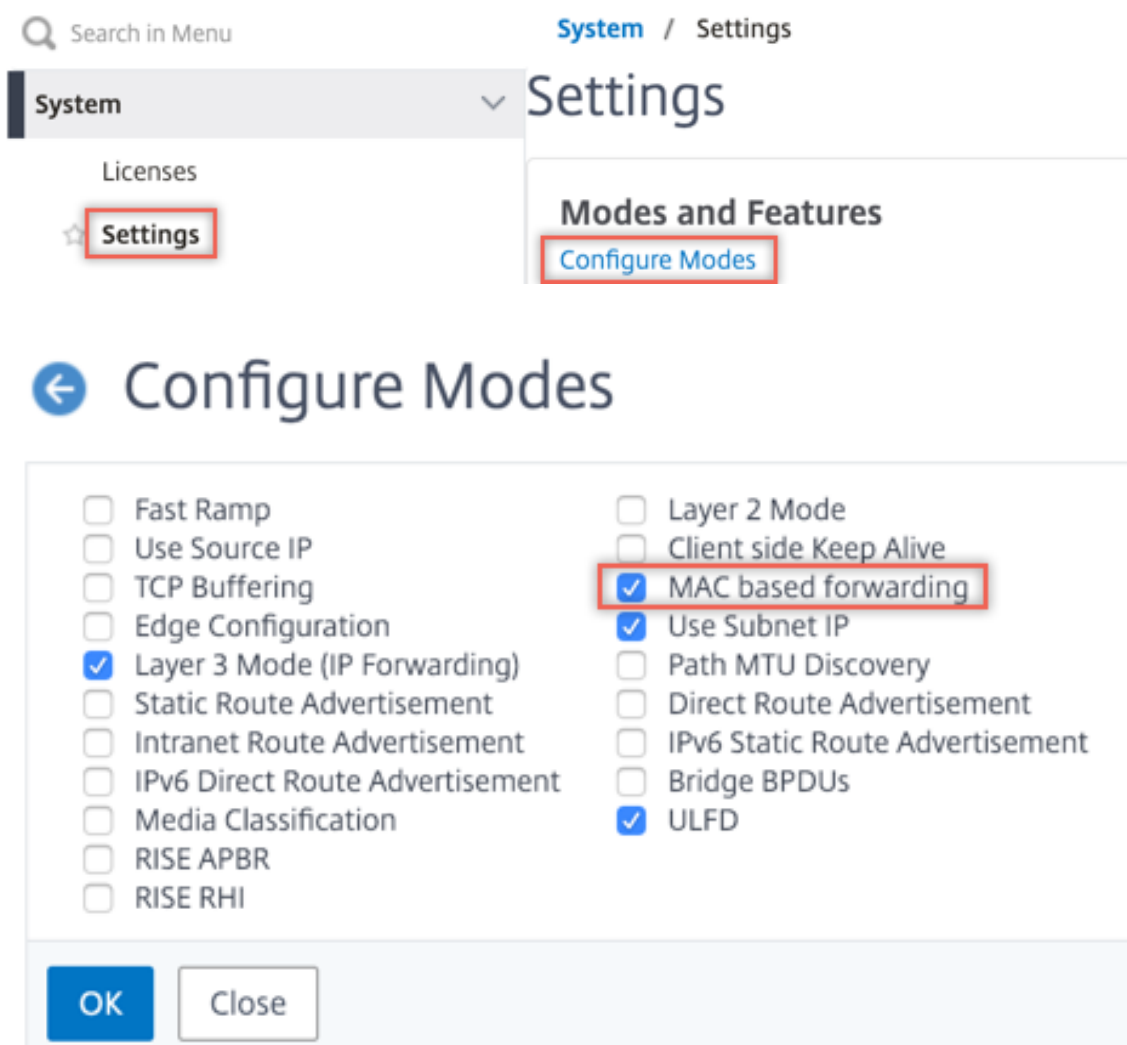 Search in Menu
System / Settings
System
Settings
Licenses
Settings
Modes and Features
Configure Modes
Configure Modes
Fast Ramp
Layer 2 Mode
Use Source IP
Client side Keep Alive
TCP Buffering
MAC based forwarding
Edge Configuration
Use Subnet IP
Layer 3 Mode (IP Forwarding)
Path MTU Discovery
Static Route Advertisement
Direct Route Advertisement
Intranet Route Advertisement
IPv6 Static Route Advertisement
IPv6 Direct Route Advertisement
Bridge BPDUs
Media Classification
ULFD
RISE APBR
RISE RHI
OK
Close